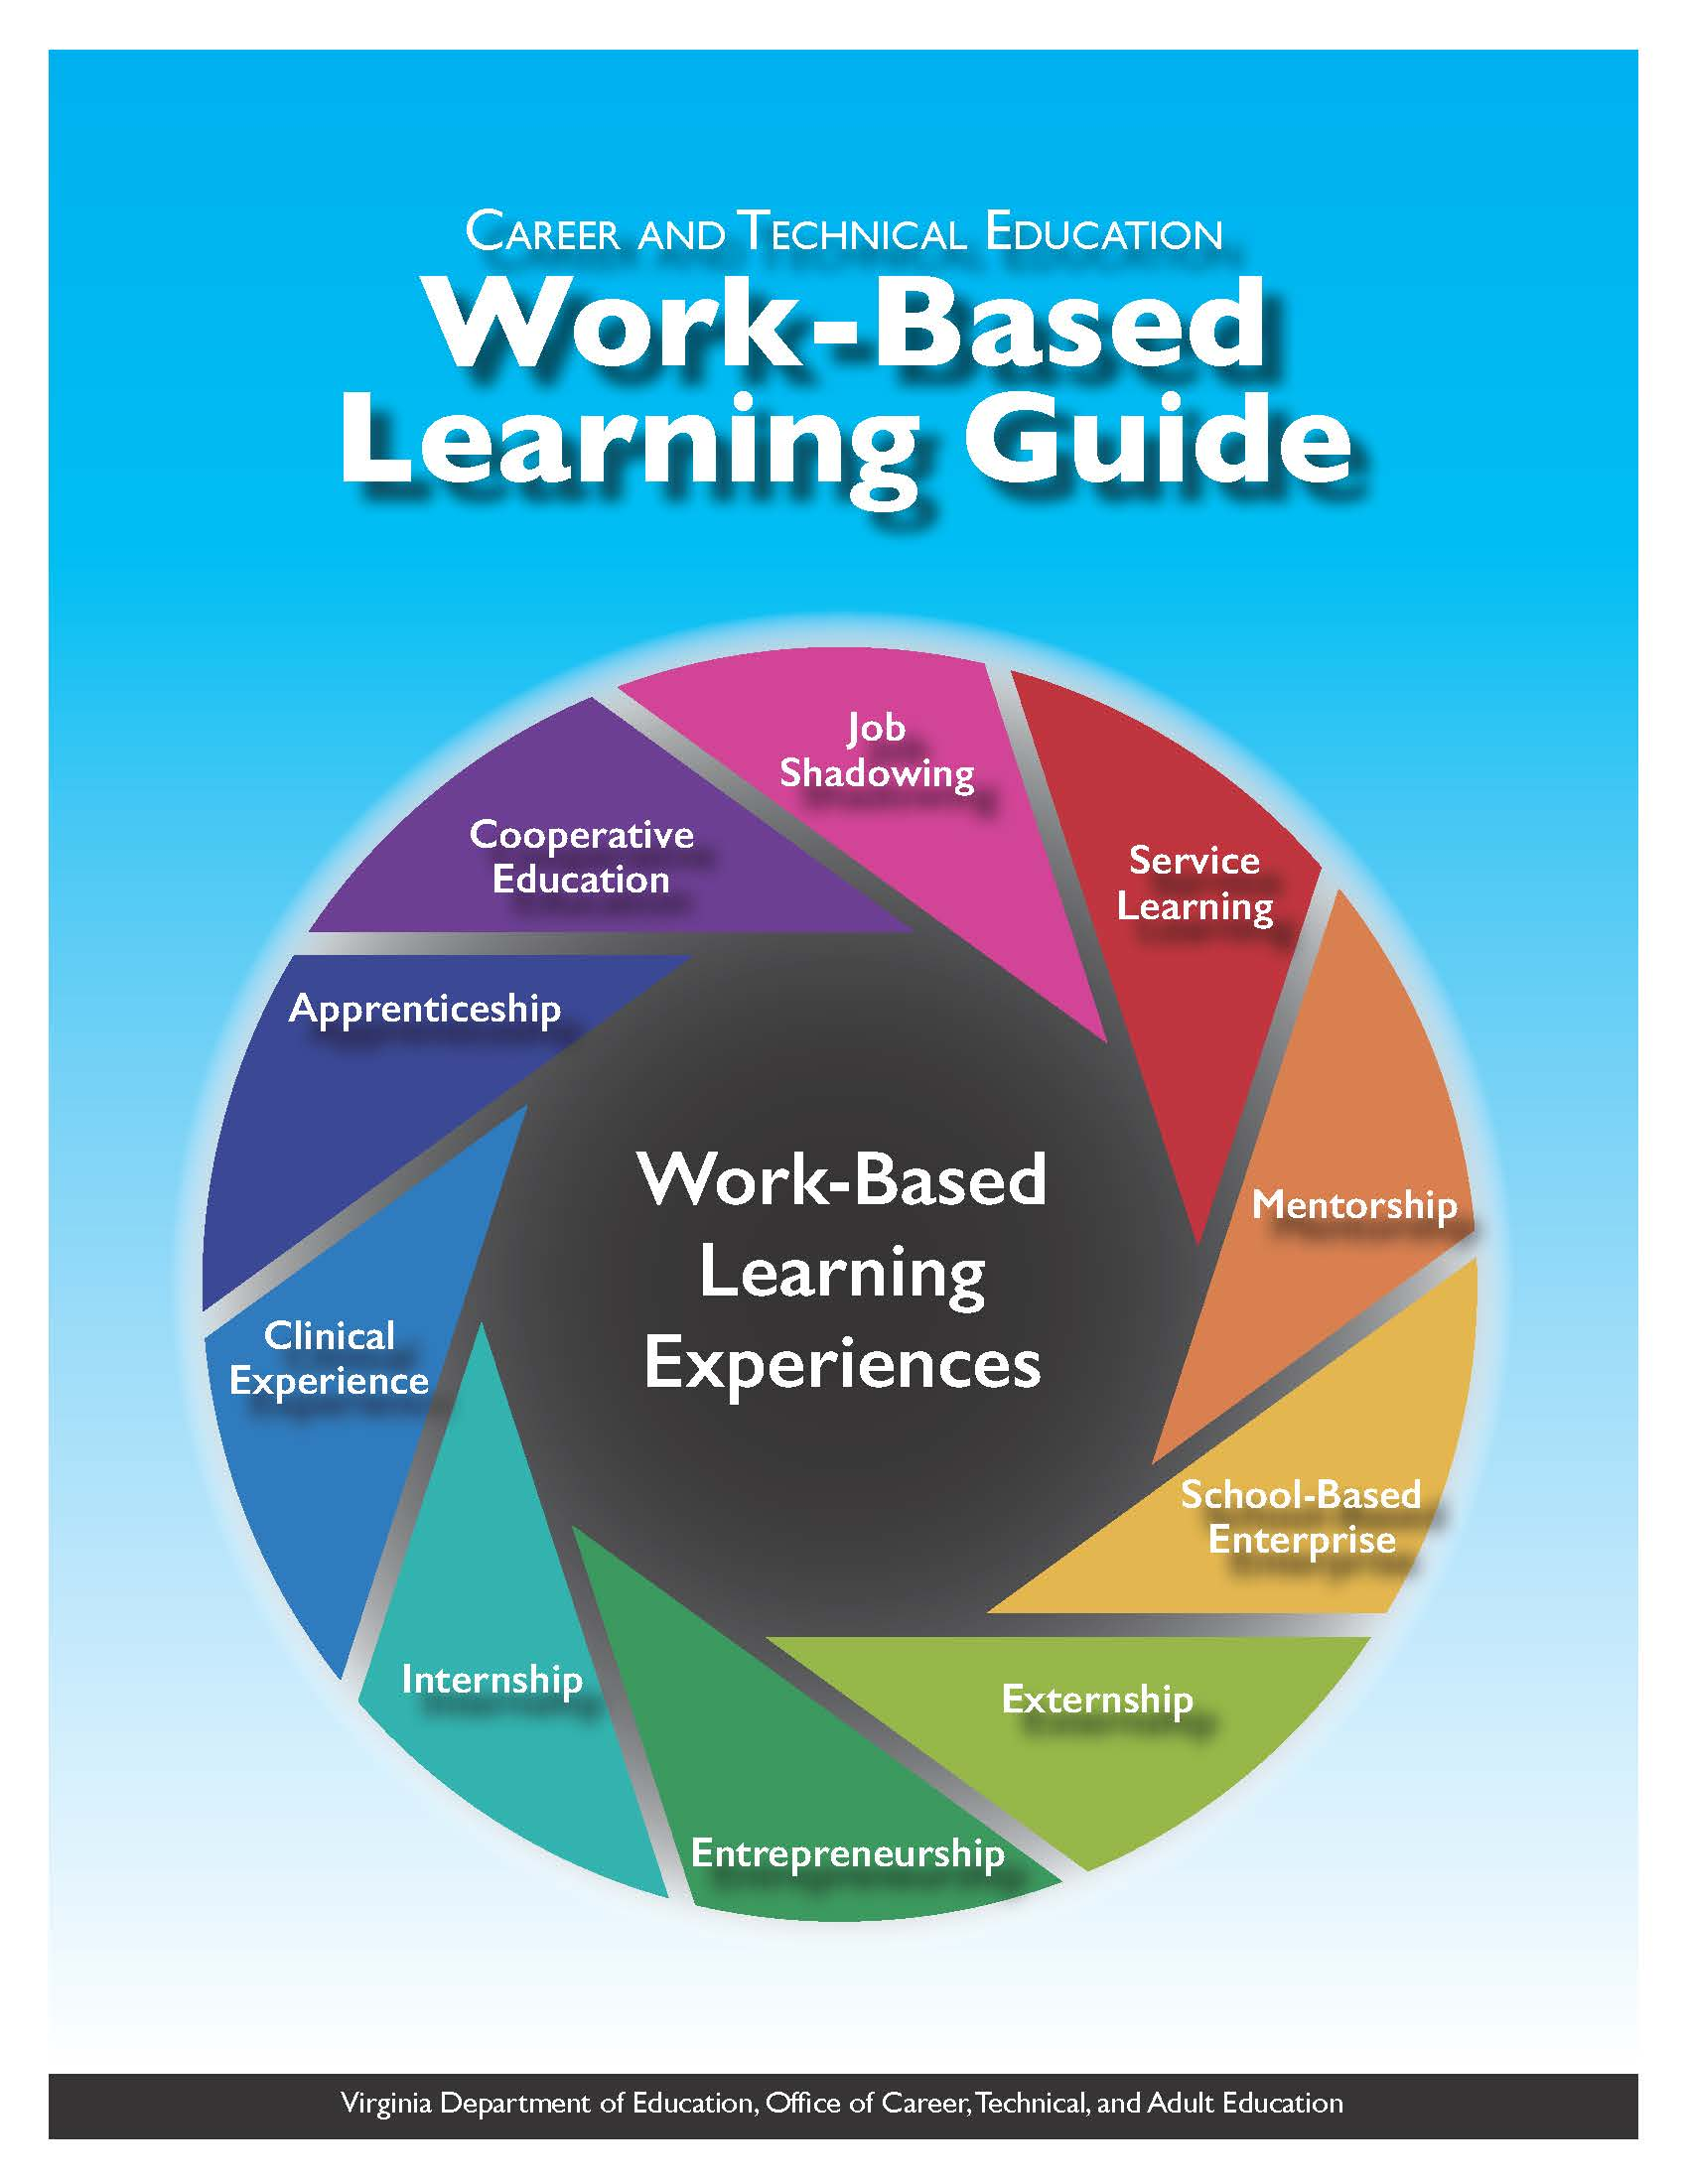 Career and Technical Education
Work-Based
Learning Guide
Job
Shadowing
Service
Learning
Mentorship
School-Based
Enterprise
Externship
Entrepreneurship
Internship
Clinical
Experience
Apprenticeship
Cooperative
Education
Work-Based
Learning
Experiences
Virginia Department of Education, Office of Career, Technical, and Adult Education